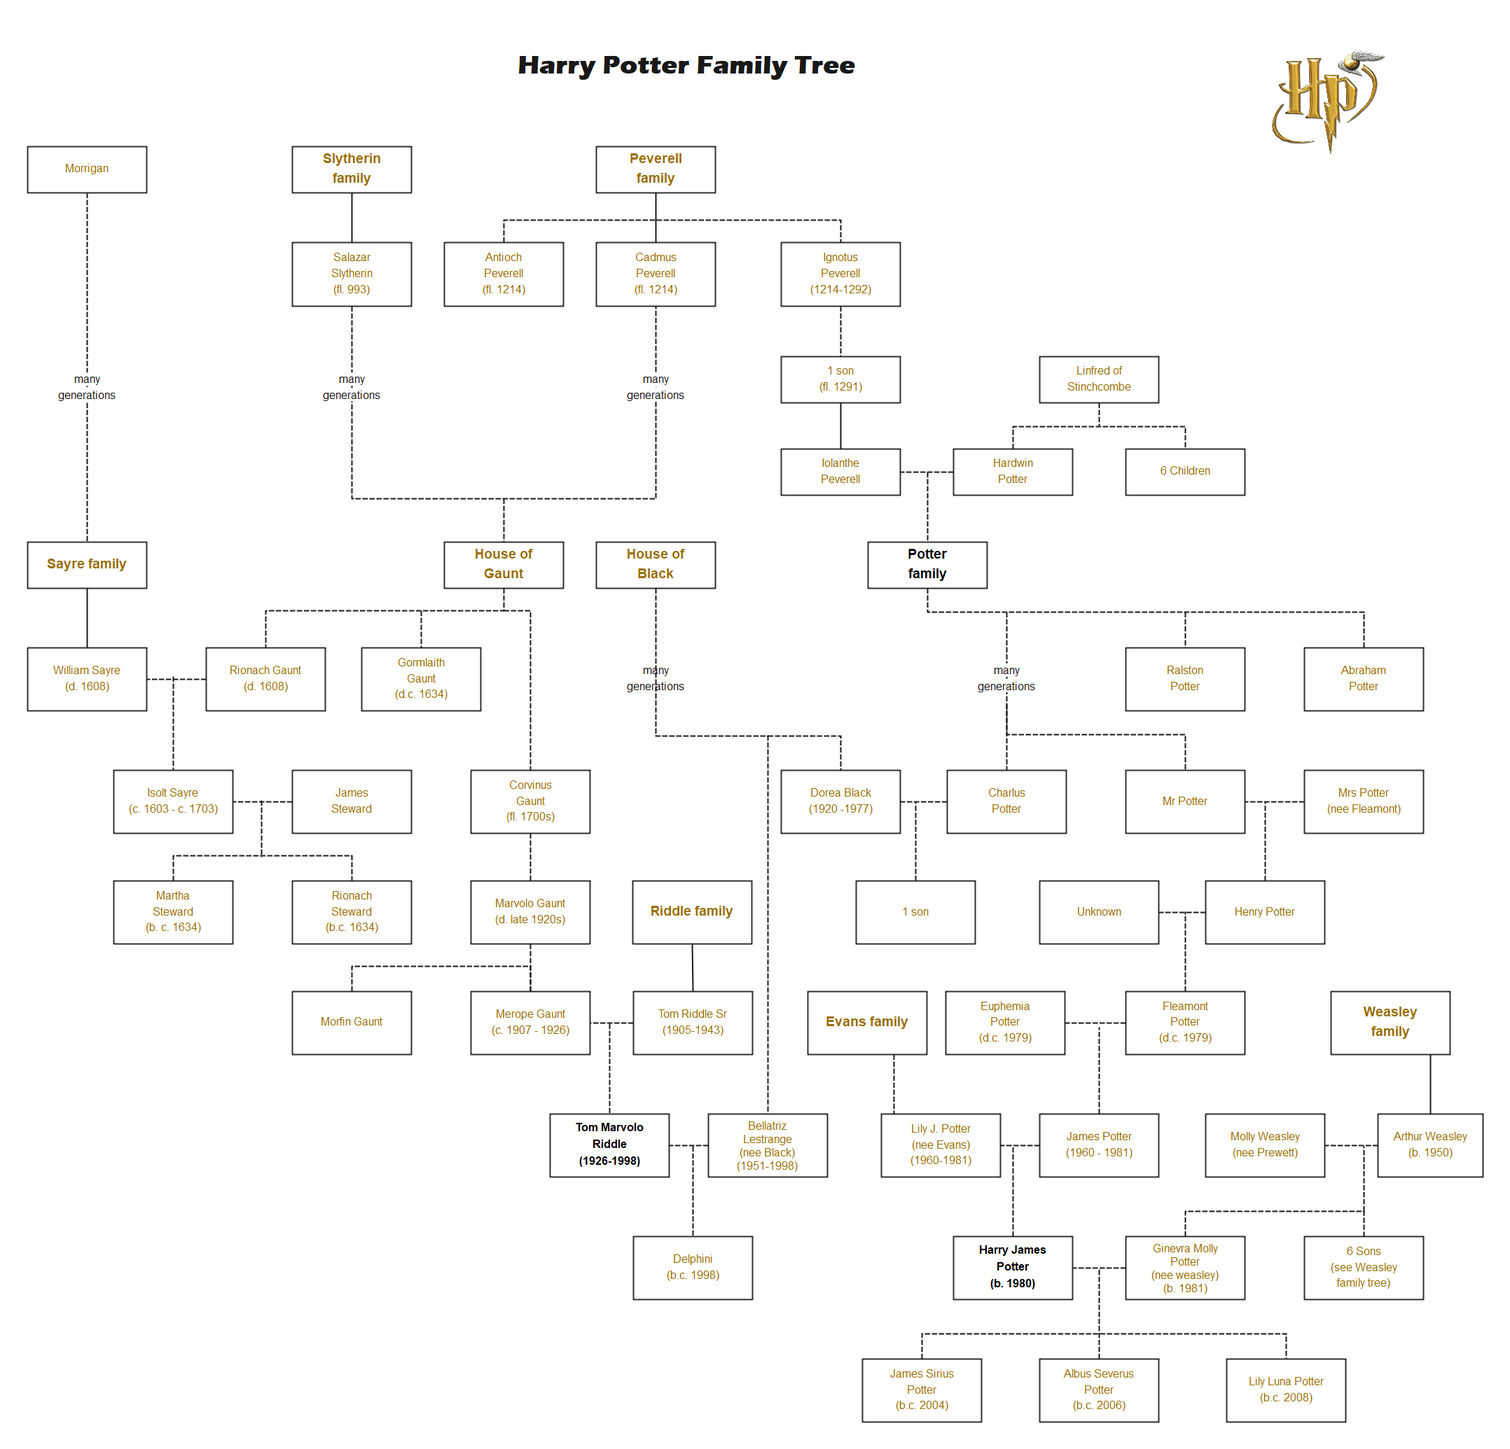 Harry Potter Family Tree
Hp
Morrigan
Slytherin
family
Peverell
family
Salazar
Slytherin
(fl. 993)
Antioch
Peverell
(fl. 1214)
Cadmus
Peverell
(fl. 1214)
Ignotus
Peverell
(1214-1292)
many
generations
many
generations
many
generations
1 son
(fl. 1291)
Linfred of
Stinchcombe
Iolanthe
Peverell
Hardwin
Potter
6 Children
Sayre family
House of
Gaunt
House of
Black
Potter
family
William Sayre
(d. 1608)
Rionach Gaunt
(d. 1608)
Gormlaith
Gaunt
(d.c. 1634)
many
generations
many
generations
Ralston
Potter
Abraham
Potter
Isolt Sayre
(c. 1603 - c. 1703)
James
Steward
Corvinus
Gaunt
(fl. 1700s)
Dorea Black
(1920 -1977)
Charlus
Potter
Mr Potter
Mrs Potter
(nee Fleamont)
Martha
Steward
(b. c. 1634)
Rionach
Steward
(b.c. 1634)
Marvolo Gaunt
(d. late 1920s)
Riddle family
1 son
Unknown
Henry Potter
Morfin Gaunt
Merope Gaunt
(c. 1907 - 1926)
Tom Riddle Sr
(1905-1943)
Evans family
Euphemia
Potter
(d.c. 1979)
Fleamont
Potter
(d.c. 1979)
Weasley
family
Tom Marvolo
Riddle
(1926-1998)
Bellatriz
Lestrange
(nee Black)
(1951-1998)
Lily J. Potter
(nee Evans)
(1960-1981)
James Potter
(1960 - 1981)
Molly Weasley
(nee Prewett)
Arthur Weasley
(b. 1950)
Delphini
(b.c. 1998)
Harry James
Potter
(b. 1980)
Ginevra Molly
Potter
(nee weasley)
(b. 1981)
6 Sons
(see Weasley
family tree)
James Sirius
Potter
(b.c. 2004)
Albus Severus
Potter
(b.c. 2006)
Lily Luna Potter
(b.c. 2008)